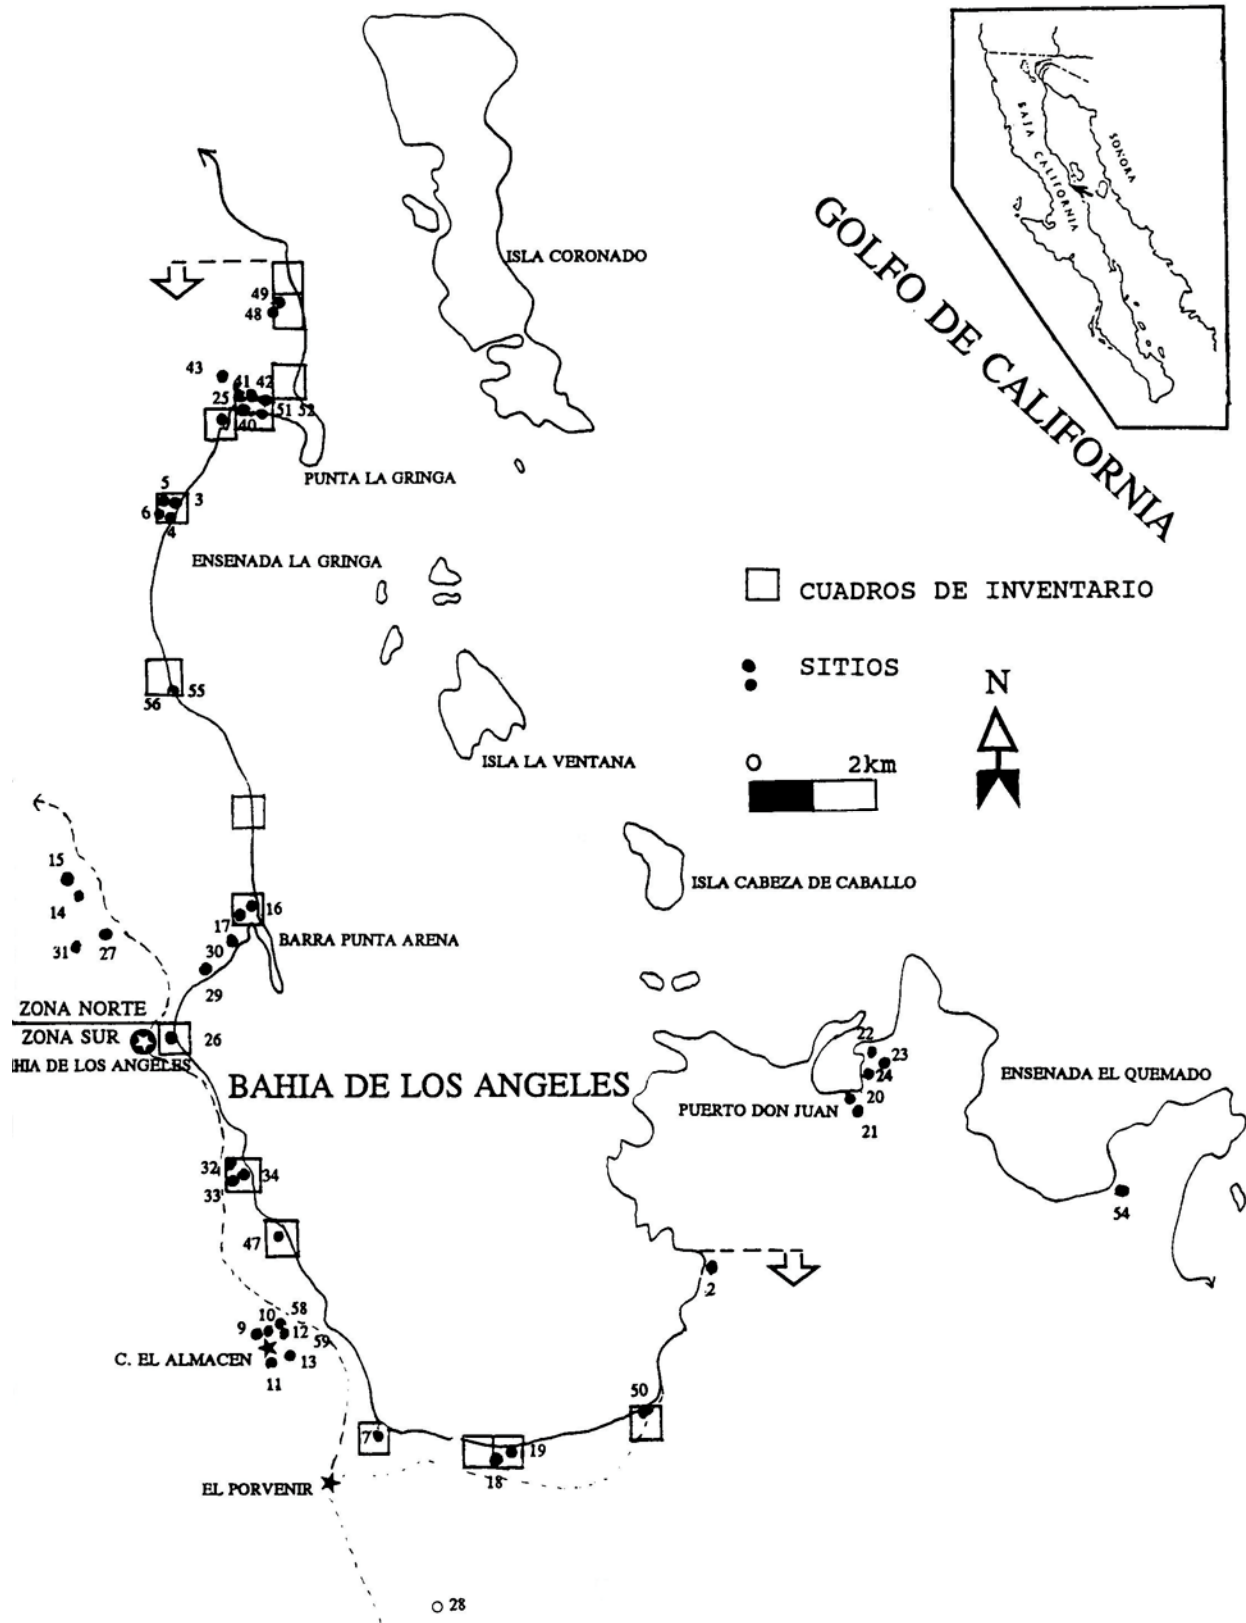 BAJA CALIFORNIA
SONORA
GOLFO DE CALIFORNIA
ISLA CORONADO
49
48
43
41
42
25
51
52
40
PUNTA LA GRINGA
5
3
6
4
ENSENADA LA GRINGA
CUADROS DE INVENTARIO
SITIOS
N
55
56
0
2km
ISLA LA VENTANA
15
14
31
27
16
17
ISLA CABEZA DE CABALLO
BARRA PUNTA ARENA
30
29
ZONA NORTE
ZONA SUR
26
HIA DE LOS ANGELES
BAHIA DE LOS ANGELES
22
23
24
ENSENADA EL QUEMADO
20
PUERTO DON JUAN
21
32
34
33
54
47
2
58
10
9
12
59
C. EL ALMACEN
13
11
50
7
19
18
EL PORVENIR
28